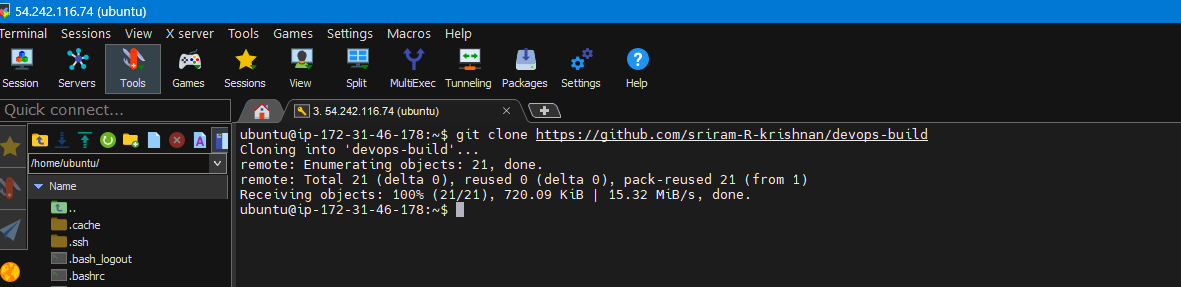 54.242.116.74 (ubuntu)
Terminal Sessions View X server Tools Games Settings Macros Help
Session Servers Tools Games Sessions View Split MultiExec Tunneling Packages Settings Help
Quick connect...
3. 54.242.116.74 (ubuntu)
/home/ubuntu/
Name
..
.cache
.ssh
.bash_logout
.bashrc
ubuntu@ip-172-31-46-178:~$ git clone https://github.com/sriram-R-krishnan/devops-build
Cloning into 'devops-build'...
remote: Enumerating objects: 21, done.
remote: Total 21 (delta 0), reused 0 (delta 0), pack-reused 21 (from 1)
Receiving objects: 100% (21/21), 720.09 KiB | 15.32 MiB/s, done.
ubuntu@ip-172-31-46-178:~$